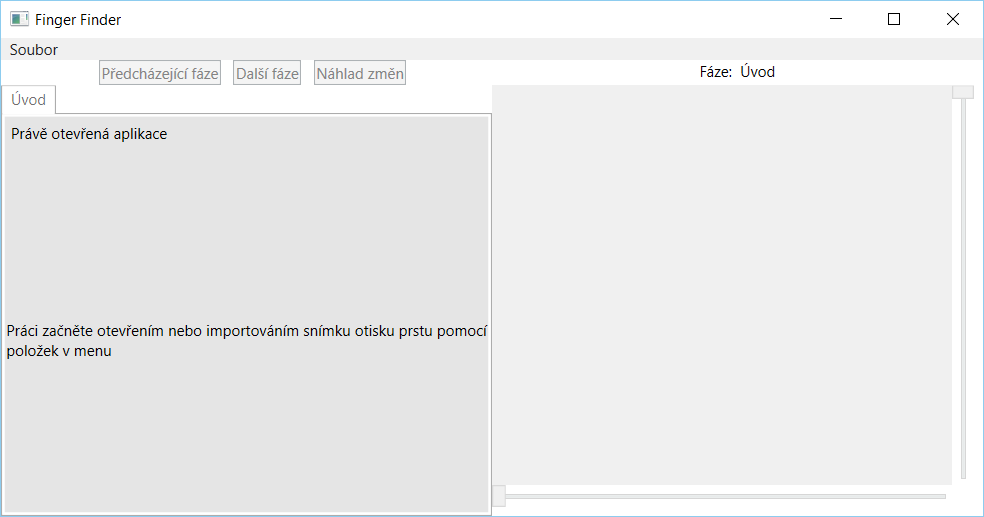 Finger Finder
Soubor
Předcházející fáze Další fáze Náhlad změn
Fáze: Úvod
Úvod
Právě otevřená aplikace
Práci začněte otevřením nebo importováním snímku otisku prstu pomocí
položek v menu